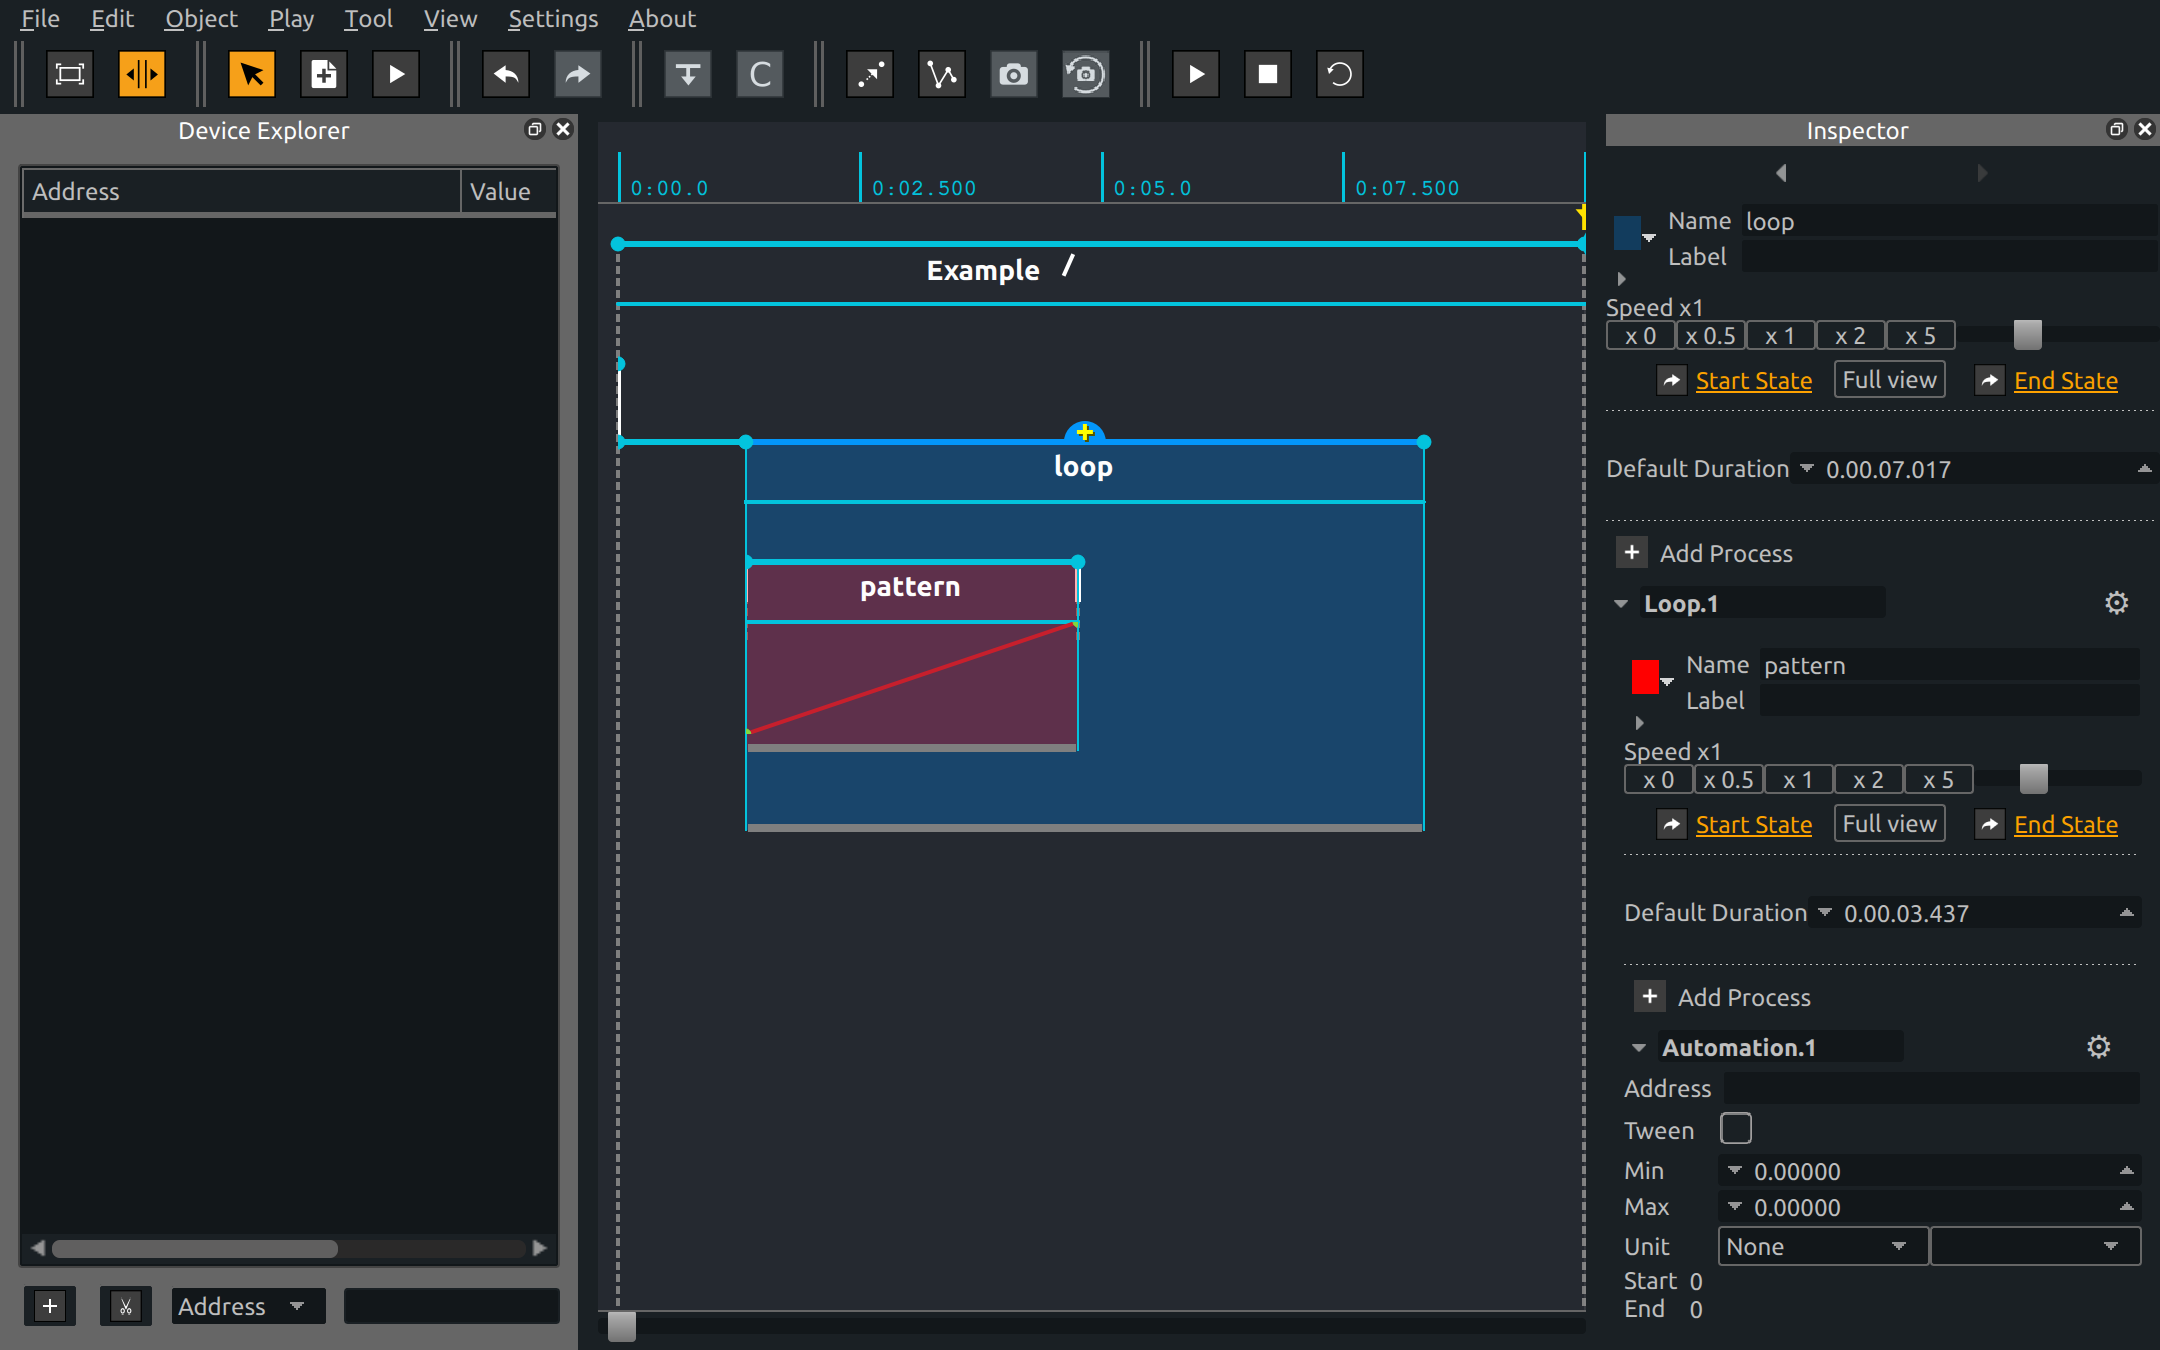 File Edit Object Play Tool View Settings About
C
Device Explorer
Address Value
Address
0:00.0 0:02.500 0:05.0 0:07.500
Example /
loop
pattern
Inspector
Name loop
Label
Speed x1
x 0 x 0.5 x 1 x 2 x 5
Start State Full view End State
Default Duration 0.00.07.017
+ Add Process
Loop.1
Name pattern
Label
Speed x1
x 0 x 0.5 x 1 x 2 x 5
Start State Full view End State
Default Duration 0.00.03.437
+ Add Process
Automation.1
Address
Tween
Min 0.00000
Max 0.00000
Unit None
Start 0
End 0